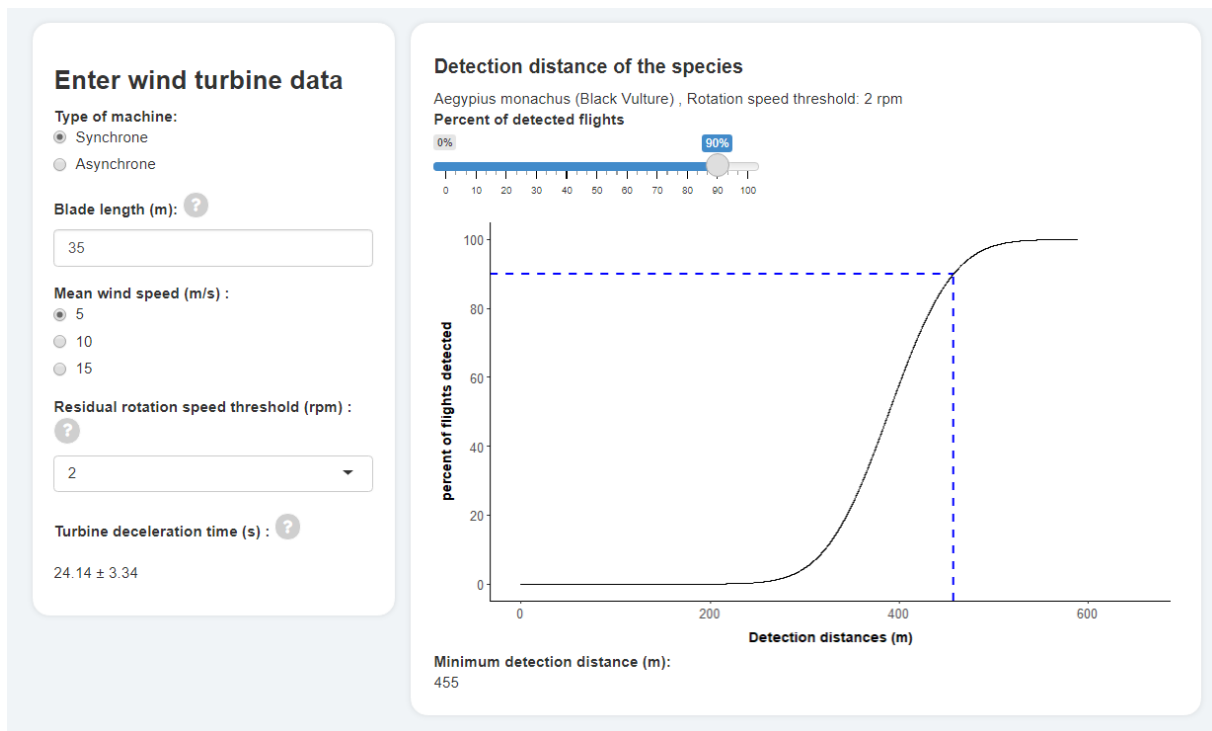 Enter wind turbine data
Type of machine:
Synchrone
Asynchrone
Blade length (m): ?
35
Mean wind speed (m/s) :
5
10
15
Residual rotation speed threshold (rpm) :
?
2
Turbine deceleration time (s) : ?
24.14 ± 3.34
Detection distance of the species
Aegypius monachus (Black Vulture) , Rotation speed threshold: 2 rpm
Percent of detected flights
0% 90%
0 10 20 30 40 50 60 70 80 90 100
percent of flights detected
100
80
60
40
20
0
0 200 400 600
Detection distances (m)
Minimum detection distance (m):
455